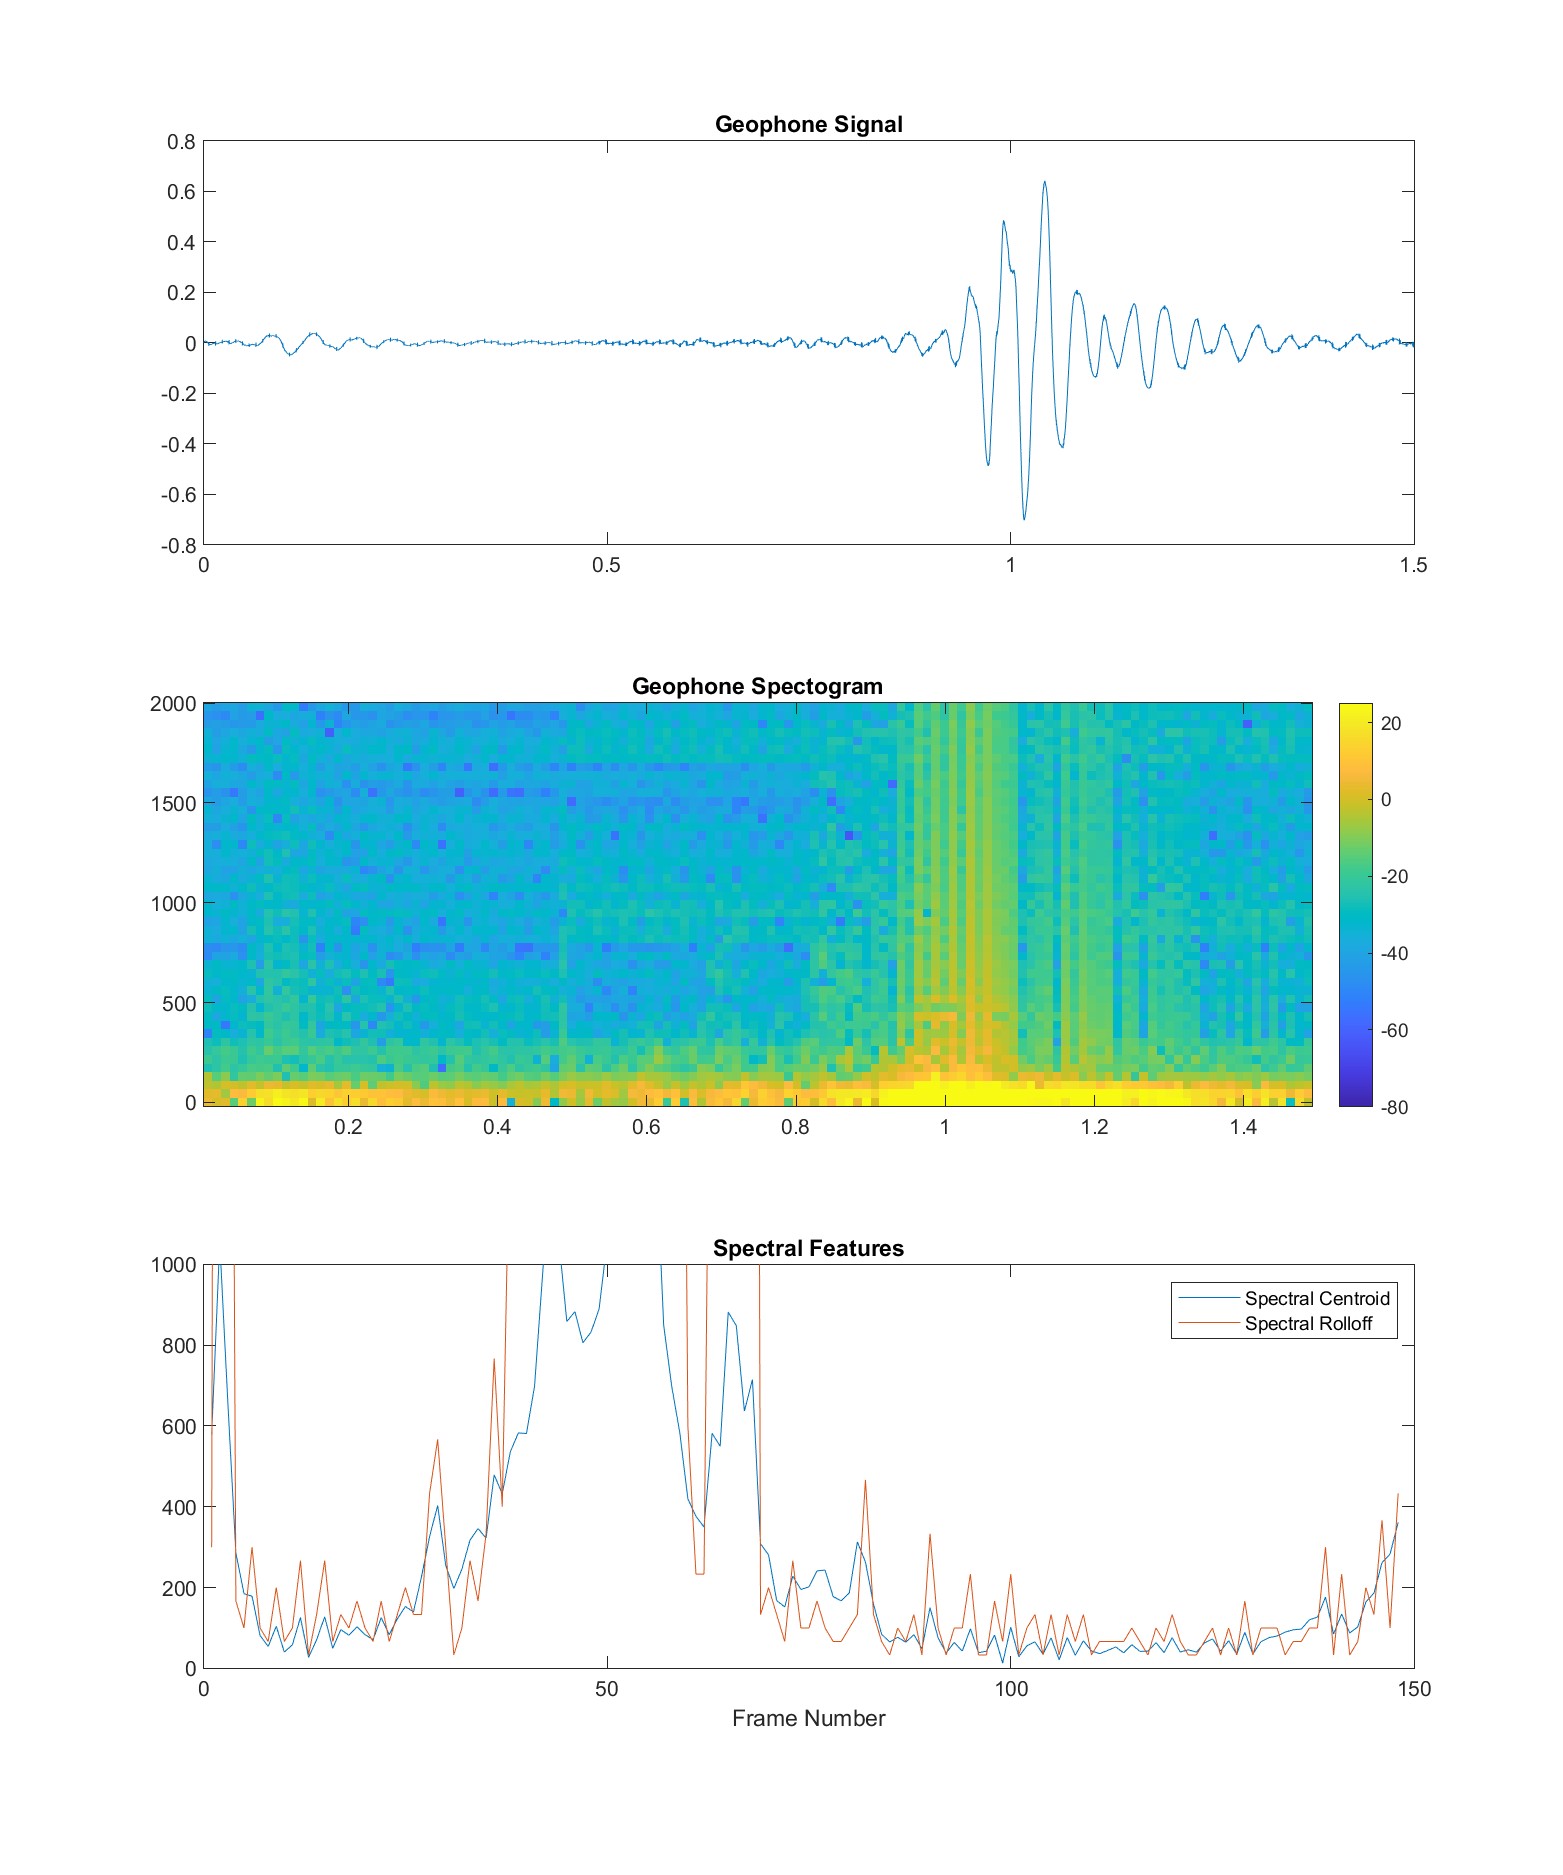 Geophone Signal
0.8
0.6
0.4
0.2
0
-0.2
-0.4
-0.6
-0.8
0 0.5 1 1.5
Geophone Spectogram
2000
1500
1000
500
0
0.2 0.4 0.6 0.8 1 1.2 1.4
20
0
-20
-40
-60
-80
Spectral Features
1000
800
600
400
200
0
Spectral Centroid
Spectral Rolloff
0 50 100 150
Frame Number